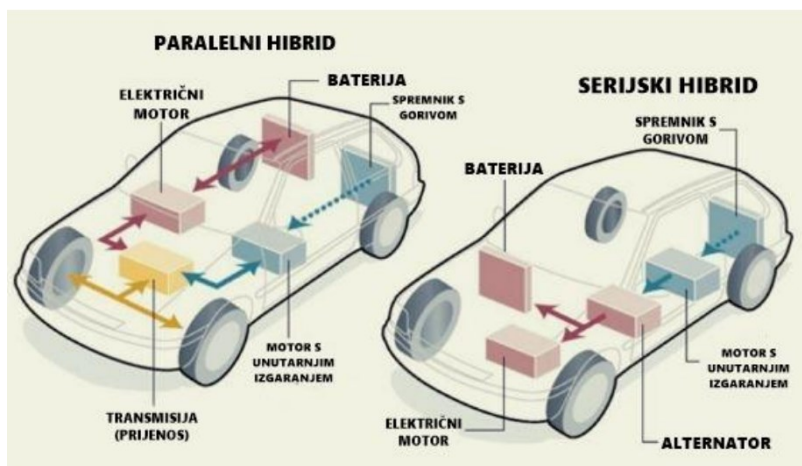 PARALELNI HIBRID
ELEKTRIČNI
MOTOR
BATERIJA
SPREMNIK S
GORIVOM
MOTOR S
UNUTARNJIM
IZGARANJEM
TRANSMISIJA
(PRIJENOS)
SERIJSKI HIBRID
SPREMNIK S
GORIVOM
BATERIJA
MOTOR S
UNUTARNJIM
IZGARANJEM
ELEKTRIČNI
MOTOR
ALTERNATOR